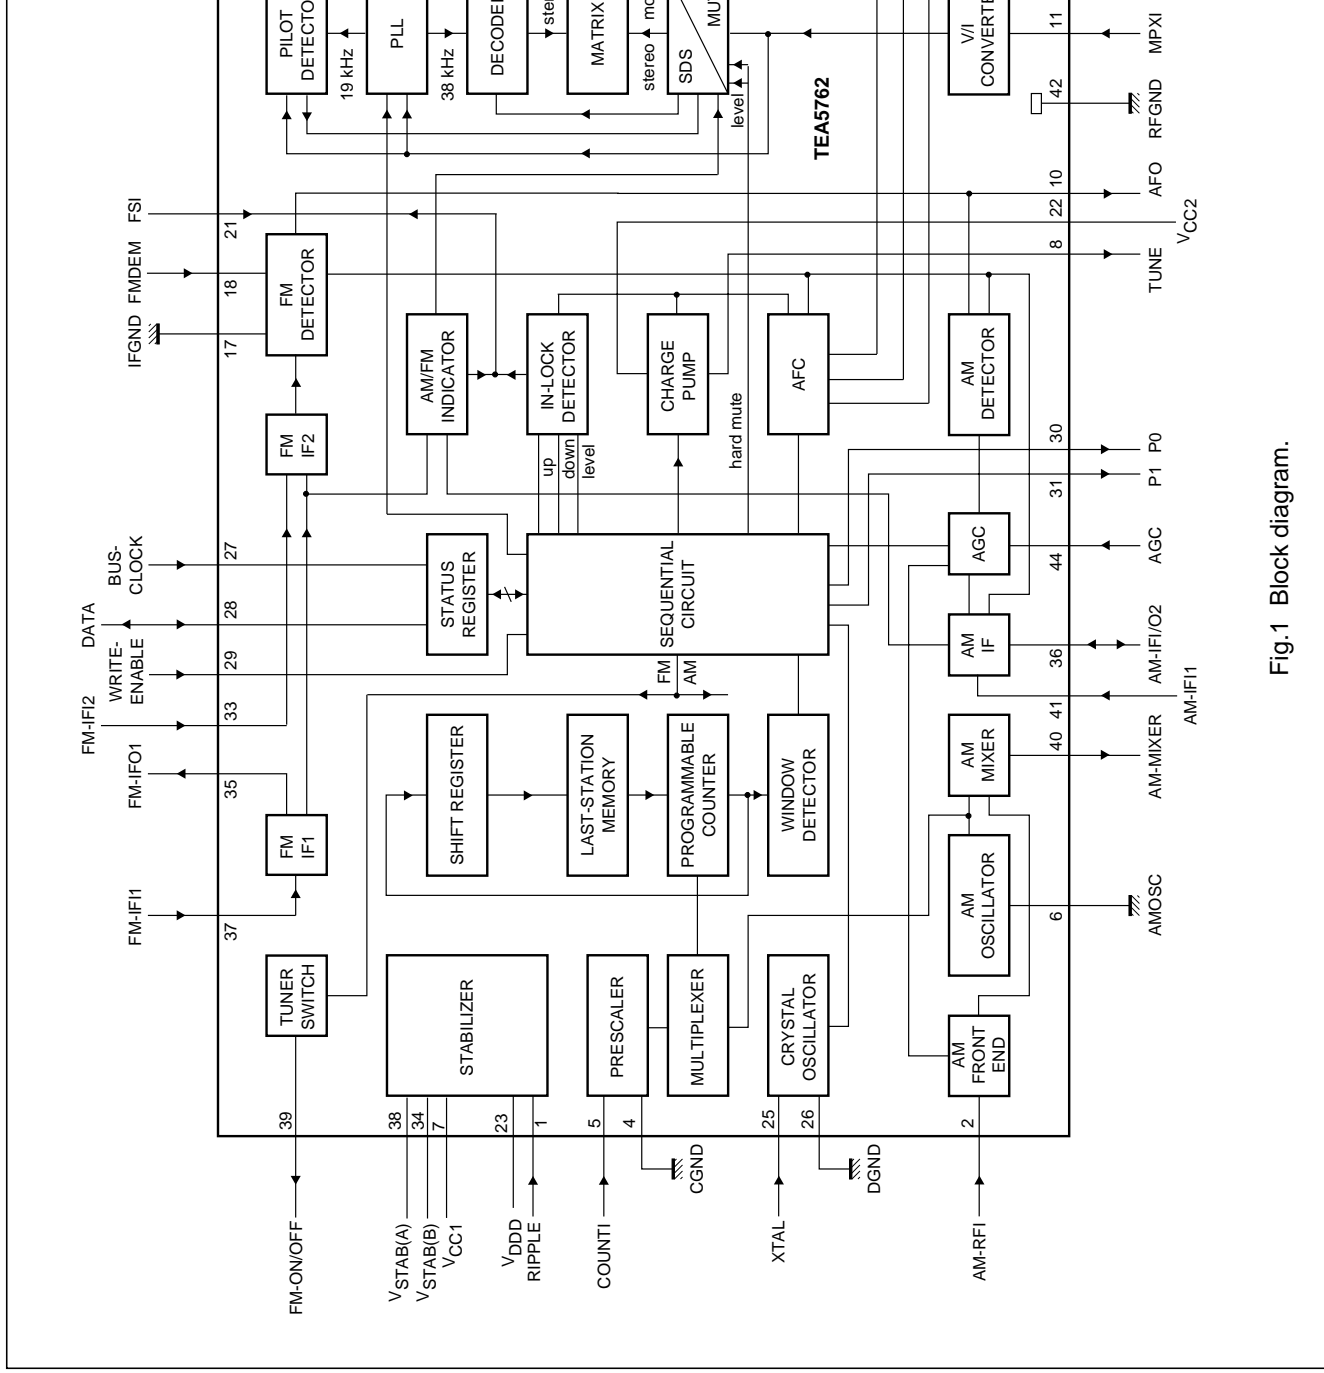 FM-ON/OFF
39
TUNER
SWITCH
FM-IFI1
37
FM
IF1
FM-IFO1
35
FM-IFI2
33
WRITE-
ENABLE
29
DATA
28
BUS-
CLOCK
27
FM
IF2
IFGND
17
FMDEM
18
FM
DETECTOR
FSI
21
PILOT
DETECTO
19 kHz
PLL
38 kHz
DECODER
ste
MATRIX
stereo
mo
SDS
MU
level
VSTAB(A)
38
VSTAB(B)
34
VCC1
7
VDDD
23
RIPPLE
1
STABILIZER
SHIFT REGISTER
STATUS
REGISTER
AM/FM
INDICATOR
IN-LOCK
DETECTOR
up
down
level
LAST-STATION
MEMORY
COUNTI
5
4
CGND
PRESCALER
MULTIPLEXER
PROGRAMMABLE
COUNTER
FM
AM
SEQUENTIAL
CIRCUIT
CHARGE
PUMP
hard mute
XTAL
25
26
DGND
CRYSTAL
OSCILLATOR
WINDOW
DETECTOR
AFC
TEA5762
AM-RFI
2
AM
FRONT
END
AM
OSCILLATOR
AM
MIXER
AM
IF
AGC
AM
DETECTOR
V/I
CONVERTE
6
AMOSC
40
AM-MIXER
41
AM-IFI1
36
AM-IFI/O2
44
AGC
31
P1
30
P0
8
TUNE
22
VCC2
10
AFO
42
RFGND
11
MPXI
Fig.1 Block diagram.